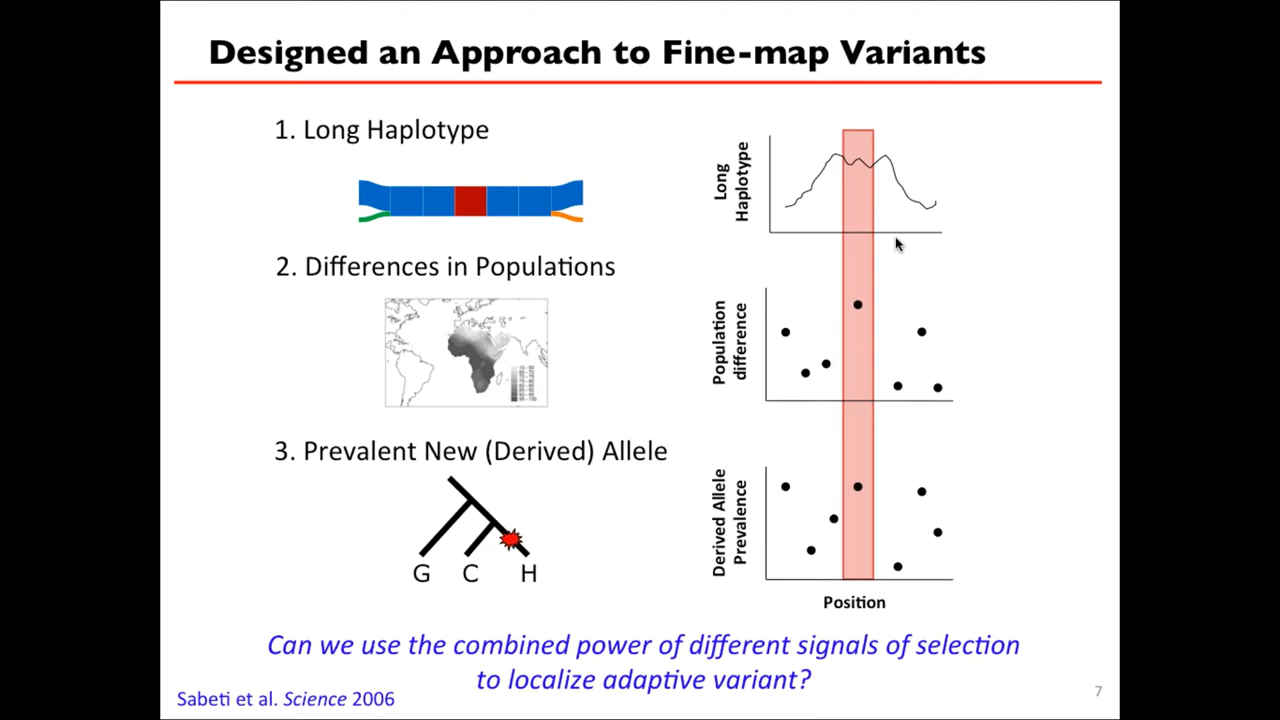 Designed an Approach to Fine-map Variants
1. Long Haplotype
Long
Haplotype
2. Differences in Populations
Population
difference
3. Prevalent New (Derived) Allele
G C H
Derived Allele
Prevalence
Position
Can we use the combined power of different signals of selection
to localize adaptive variant?
Sabeti et al. Science 2006
7